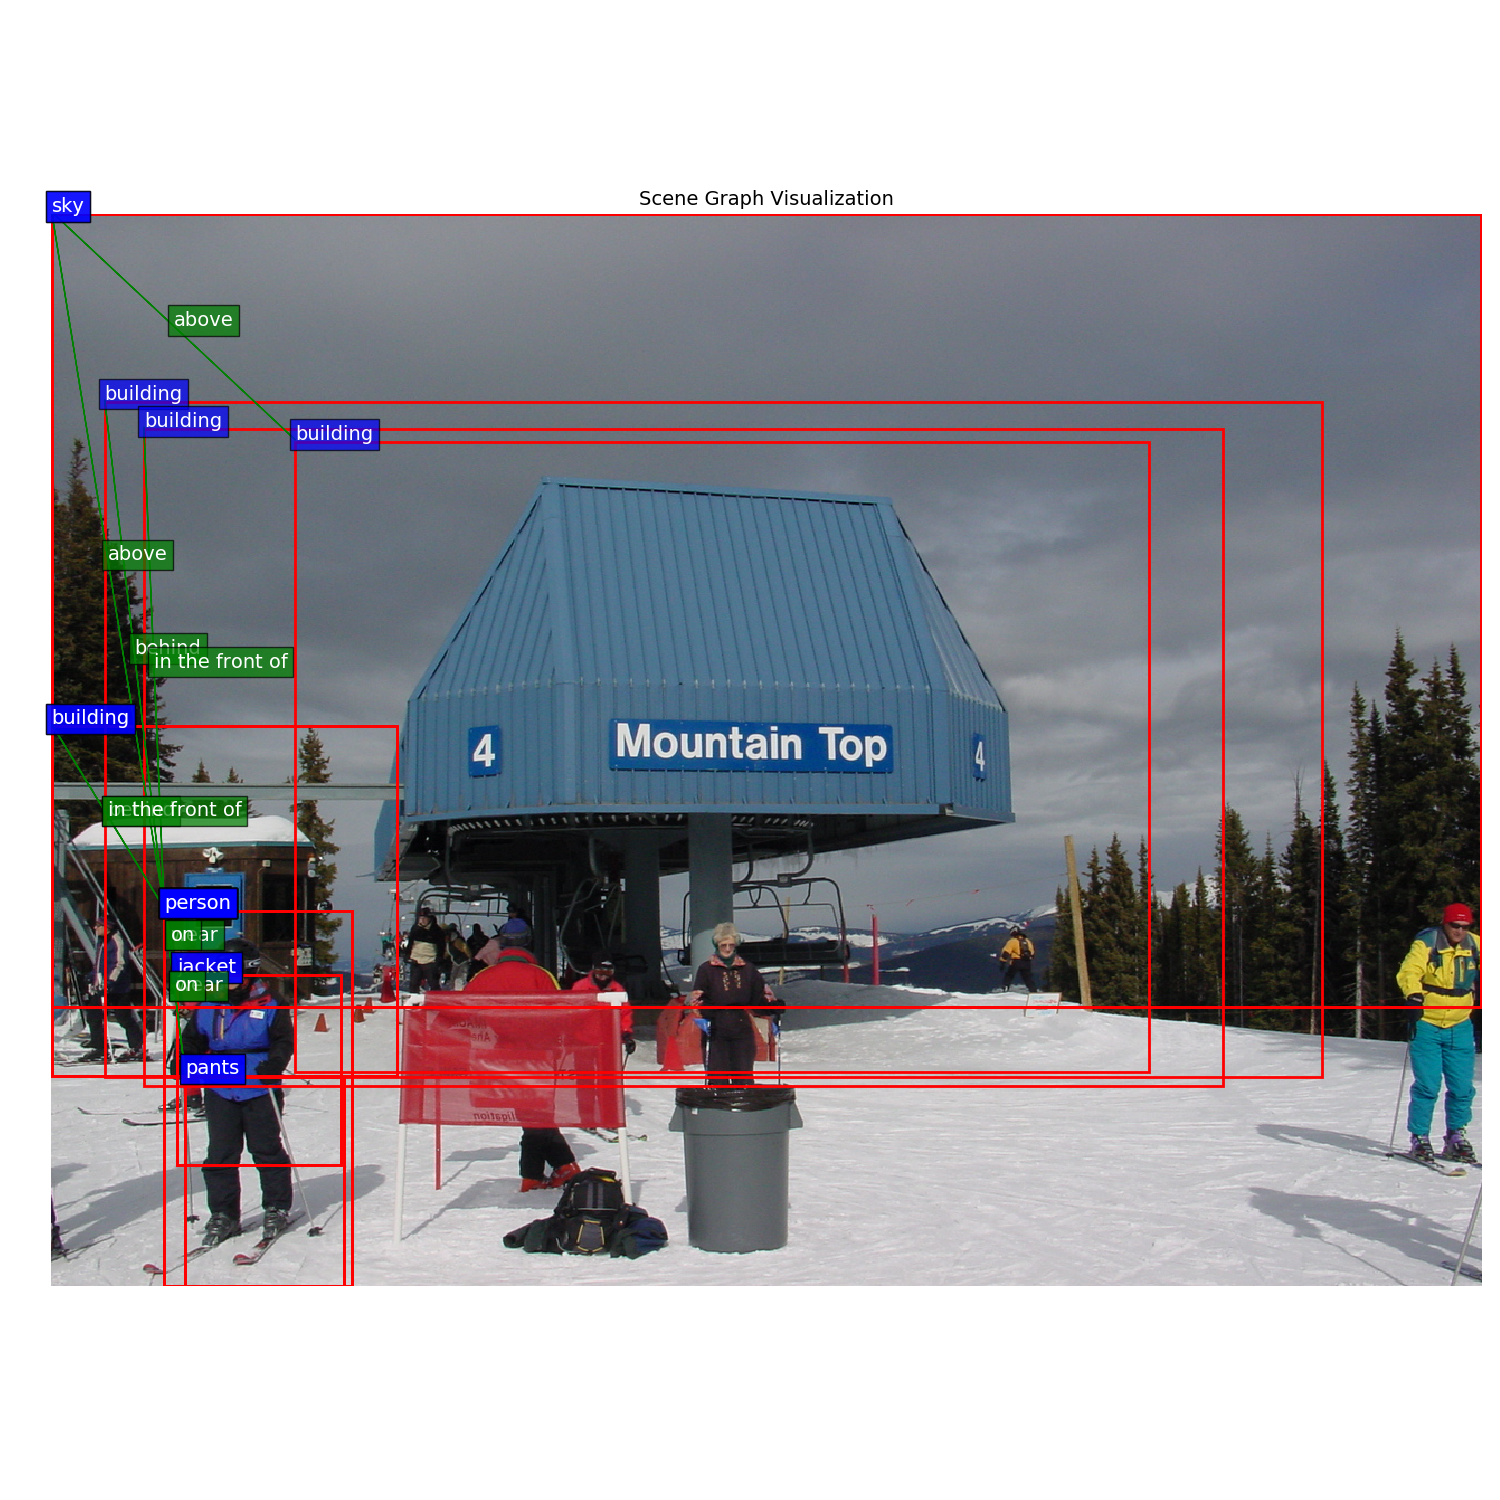 Scene Graph Visualization
sky
above
building
building
building
above
behind
in the front of
building
4
Mountain Top
4
in the front of
person
on
jacket
on
pants